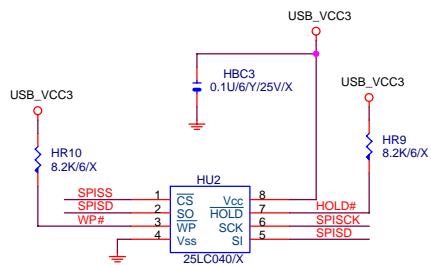 USB_VCC3
HBC3
0.1U/6/Y/25V/X
USB_VCC3
USB_VCC3
HR10
8.2K/6/X
HR9
8.2K/6/X
HU2
SPISS 1 CS Vcc 8
SPISD 2 SO HOLD 7 HOLD#
WP# 3 WP SCK 6 SPISCK
4 Vss SI 5 SPISD
25LC040/X